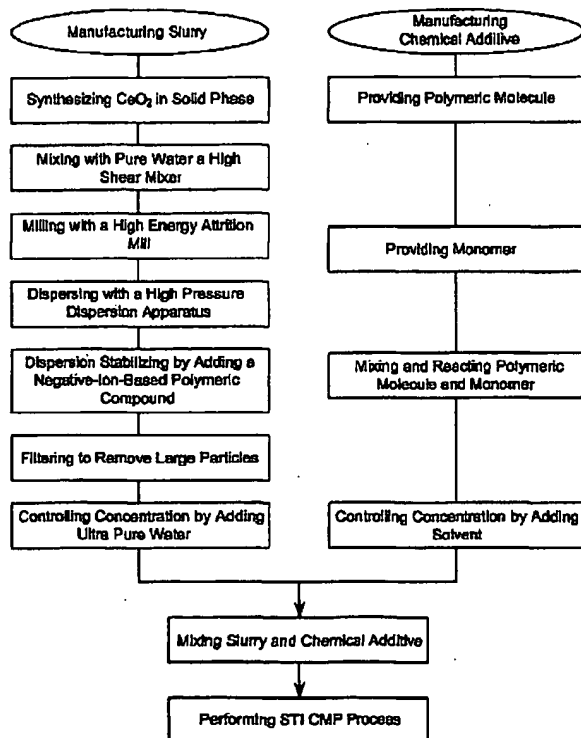 Manufacturing Slurry
Synthesizing CeO₂ in Solid Phase
Mixing with Pure Water a High
Shear Mixer
Milling with a High Energy Attrition
Mill
Dispersing with a High Pressure
Dispersion Apparatus
Dispersion Stabilizing by Adding a
Negative-Ion-Based Polymeric
Compound
Filtering to Remove Large Particles
Controlling Concentration by Adding
Ultra Pure Water
Manufacturing
Chemical Additive
Providing Polymeric Molecule
Providing Monomer
Mixing and Reacting Polymeric
Molecule and Monomer
Controlling Concentration by Adding
Solvent
Mixing Slurry and Chemical Additive
Performing STI CMP Process